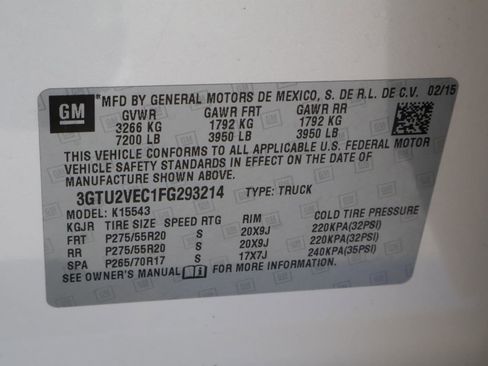 GM
*MFD BY GENERAL MOTORS DE MEXICO, S. DE R.L. DE C.V. 02/15
GVWR GAWR FRT GAWR RR
3266 KG 1792 KG 1792 KG
7200 LB 3950 LB 3950 LB
THIS VEHICLE CONFORMS TO ALL APPLICABLE U.S. FEDERAL MOTOR
VEHICLE SAFETY STANDARDS IN EFFECT ON THE DATE OF
MANUFACTURE SHOWN ABOVE.
3GTU2VEC1FG293214 TYPE: TRUCK
MODEL: K15543
KGPJ TIRE SIZE SPEED RTG RIM COLD TIRE PRESSURE
FRT P275/55R20 S 20X9J 220KPA(32PSI)
RR P275/55R20 S 20X9J 220KPA(32PSI)
SPA P265/70R17 S 17X7J 240KPA(35PSI)
SEE OWNER'S MANUAL FOR MORE INFORMATION.